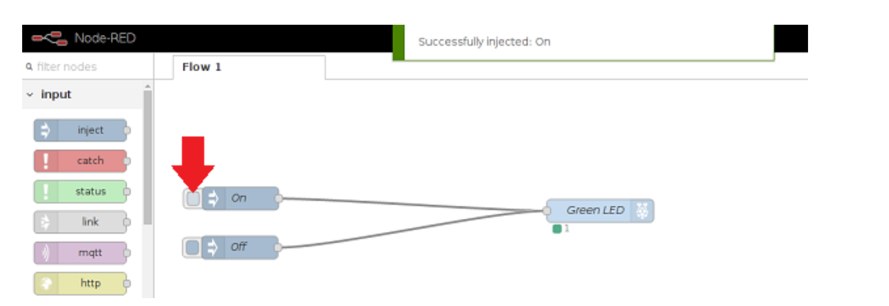 Node-RED
Successfully injected: On
filter nodes
Flow 1
input
inject
catch
status
link
mqtt
http
On
Off
Green LED
1